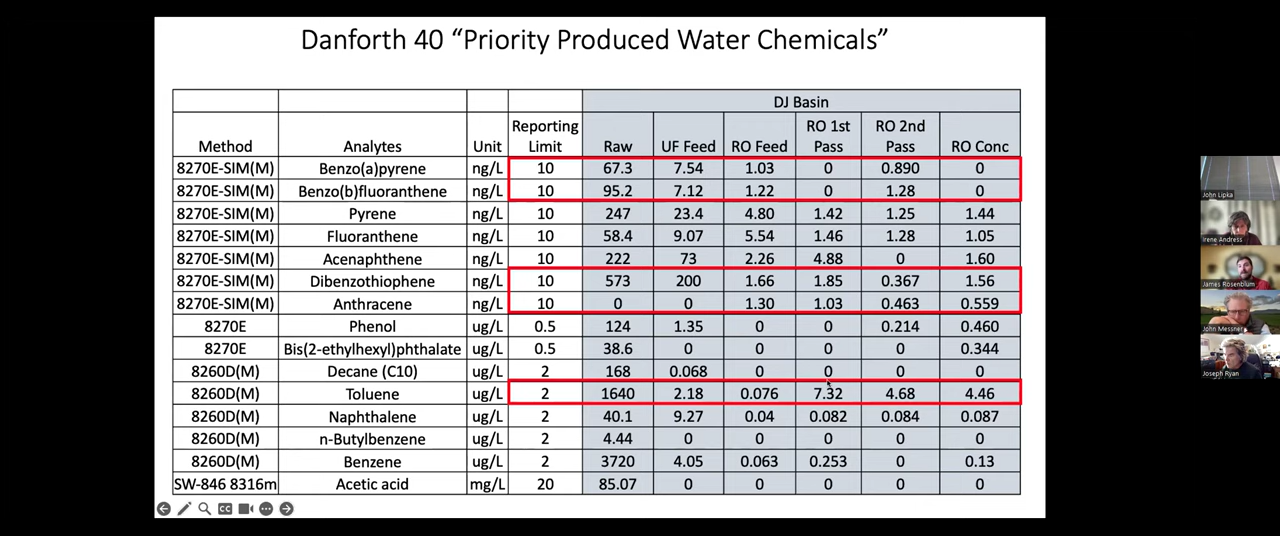 Danforth 40 “Priority Produced Water Chemicals”
DJ Basin
Method Analytes Unit Reporting Limit Raw UF Feed RO Feed RO 1st Pass RO 2nd Pass RO Conc
8270E-SIM(M) Benzo(a)pyrene ng/L 10 67.3 7.54 1.03 0 0.890 0
8270E-SIM(M) Benzo(b)fluoranthene ng/L 10 95.2 7.12 1.22 0 1.28 0
8270E-SIM(M) Pyrene ng/L 10 247 23.4 4.80 1.42 1.25 1.44
8270E-SIM(M) Fluoranthene ng/L 10 58.4 9.07 5.54 1.46 1.28 1.05
8270E-SIM(M) Acenaphthene ng/L 10 222 73 2.26 4.88 0 1.60
8270E-SIM(M) Dibenzothiophene ng/L 10 573 200 1.66 1.85 0.367 1.56
8270E-SIM(M) Anthracene ng/L 10 0 0 1.30 1.03 0.463 0.559
8270E Phenol ug/L 0.5 124 1.35 0 0 0.214 0.460
8270E Bis(2-ethylhexyl)phthalate ug/L 0.5 38.6 0 0 0 0 0.344
8260D(M) Decane (C10) ug/L 2 168 0.068 0 0 0 0
8260D(M) Toluene ug/L 2 1640 2.18 0.076 7.32 4.68 4.46
8260D(M) Naphthalene ug/L 2 40.1 9.27 0.04 0.082 0.084 0.087
8260D(M) n-Butylbenzene ug/L 2 4.44 0 0 0 0 0
8260D(M) Benzene ug/L 2 3720 4.05 0.063 0.253 0 0.13
SW-846 8316m Acetic acid mg/L 20 85.07 0 0 0 0 0
CC
John Lipka
Irene Andress
James Rosenblum
John Messner
Joseph Ryan